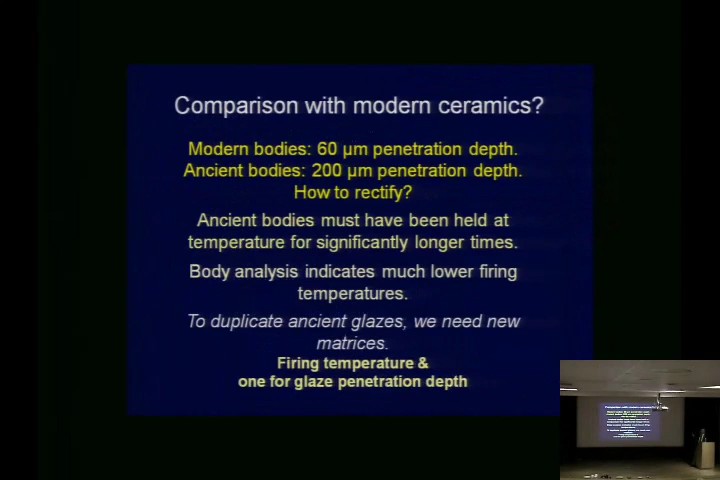 Comparison with modern ceramics?
Modern bodies: 60 µm penetration depth.
Ancient bodies: 200 µm penetration depth.
How to rectify?
Ancient bodies must have been held at
temperature for significantly longer times.
Body analysis indicates much lower firing
temperatures.
To duplicate ancient glazes, we need new
matrices.
Firing temperature &
one for glaze penetration depth